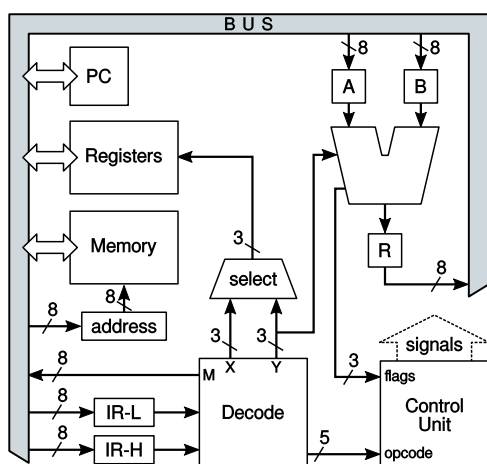 BUS
8
8
PC
A
B
Registers
Memory
3
R
select
8
8
8
address
3
3
signals
8
M
X
Y
3
flags
8
IR-L
Decode
Control
Unit
8
IR-H
5
opcode